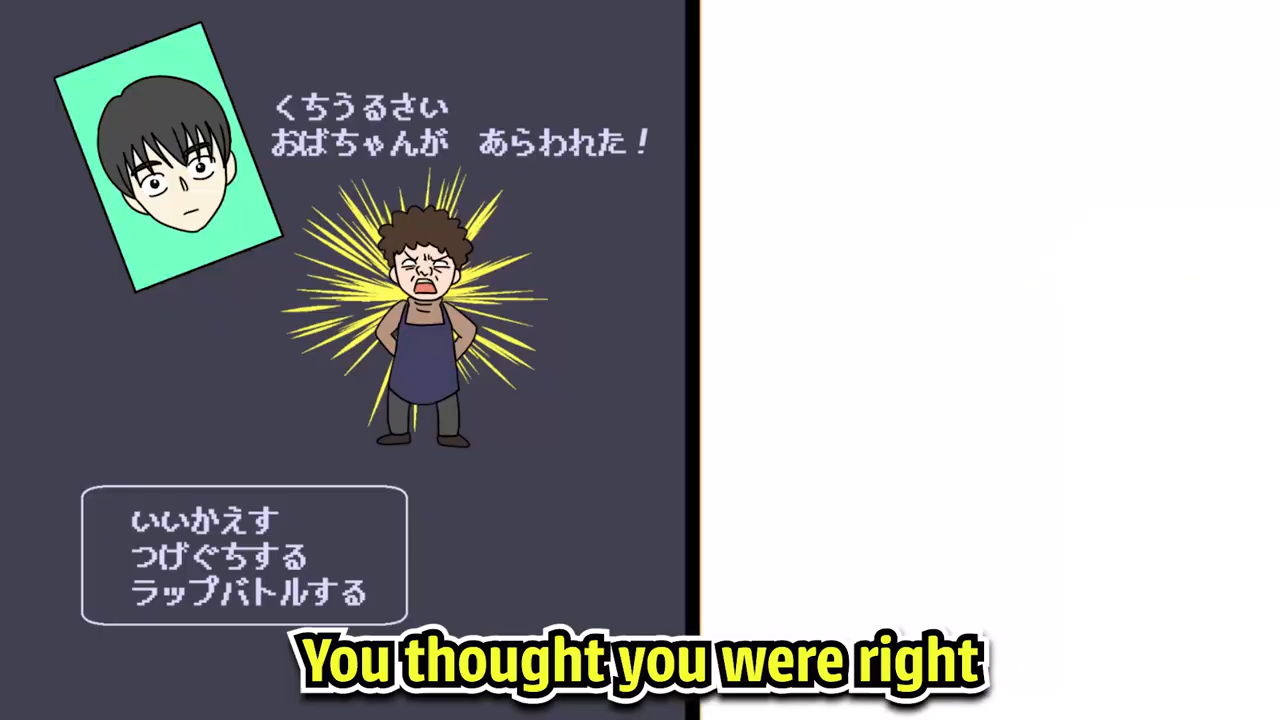 くちうるさい
おばちゃんが　あらわれた！
いいかえす
つげぐちする
ラップバトルする
You thought you were right